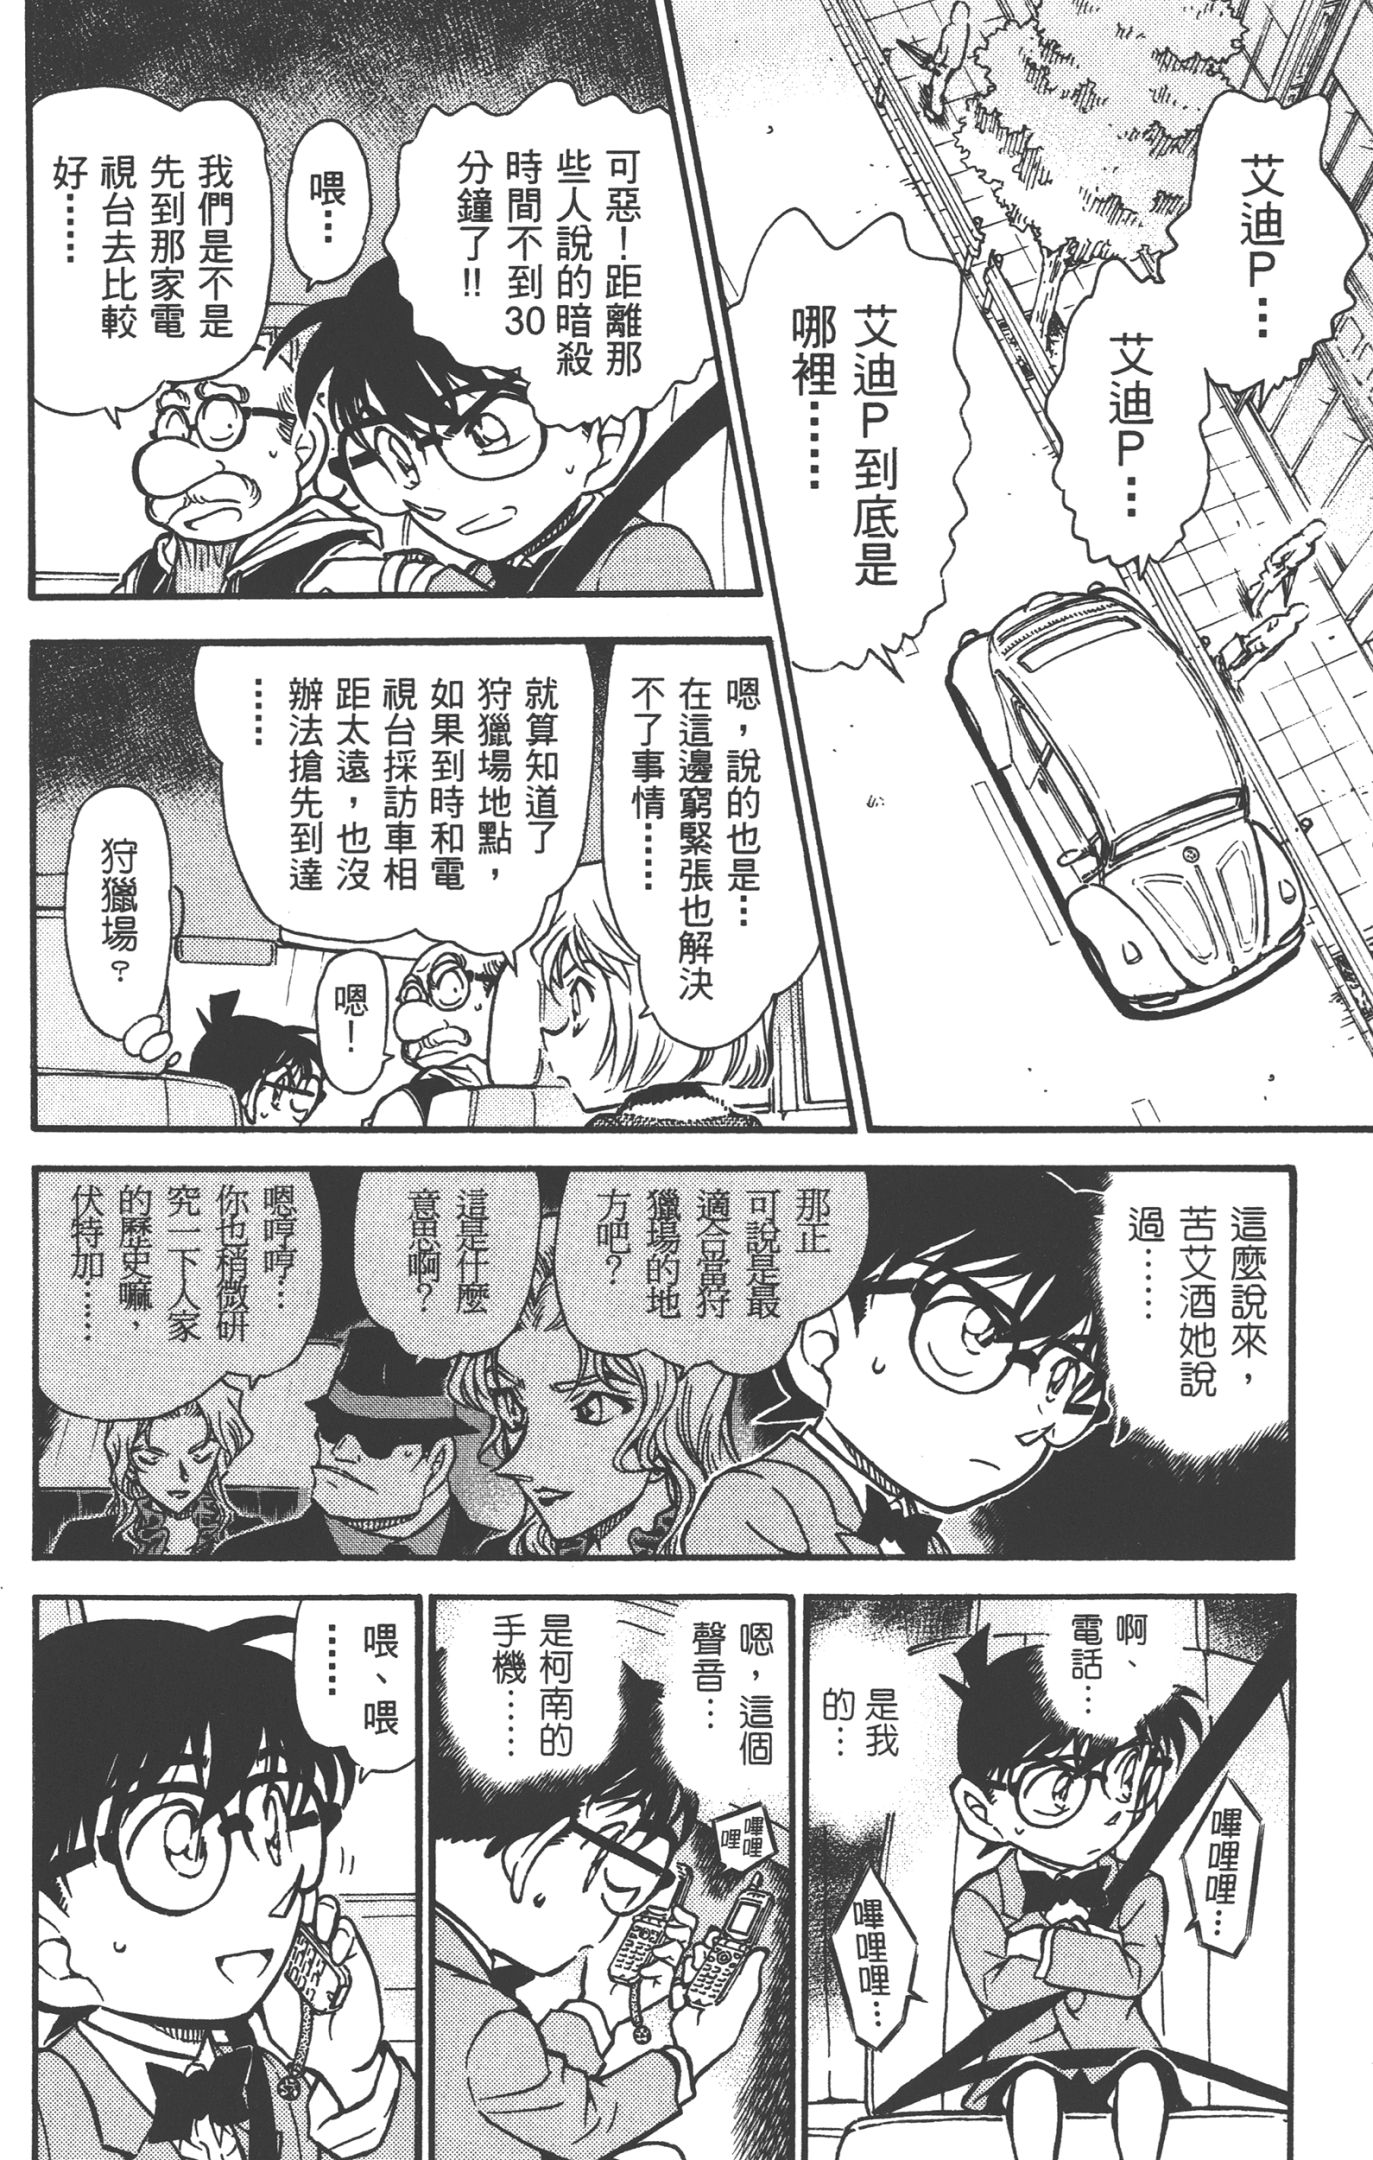 艾迪P⋯
艾迪P⋯
艾迪P到底是
哪裡⋯⋯
可惡！距離那
些人說的暗殺
時間不到30
分鐘了!!
喂⋯
我們是不是
先到那家電
視台去比較
好⋯⋯
嗯，說的也是⋯
在這邊窮緊張也解決
不了事情⋯⋯
就算知道了
狩獵場地點，
如果到時和電
視台採訪車相
距太遠，也沒
辦法搶先到達
⋯⋯
嗯！
狩獵場？
這麼說來，
苦艾酒她說
過⋯⋯
那正
可說是最
適合當狩
獵場的地
方吧？
這是什麼
意思啊？
嗯哼⋯
你也稍微研
究一下人家
的歷史嘛，
伏特加⋯⋯
啊、
電話⋯
是我
的⋯
嗶哩哩⋯
嗶哩哩⋯
嗯，這個
聲音⋯
是柯南的
手機⋯⋯
嗶哩
哩
喂、喂
⋯⋯